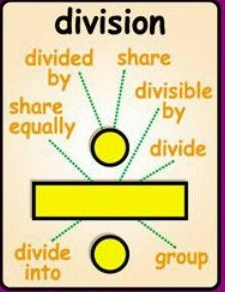 division
divided
by
share
divisible
by
share
equally
divide
divide
into
group